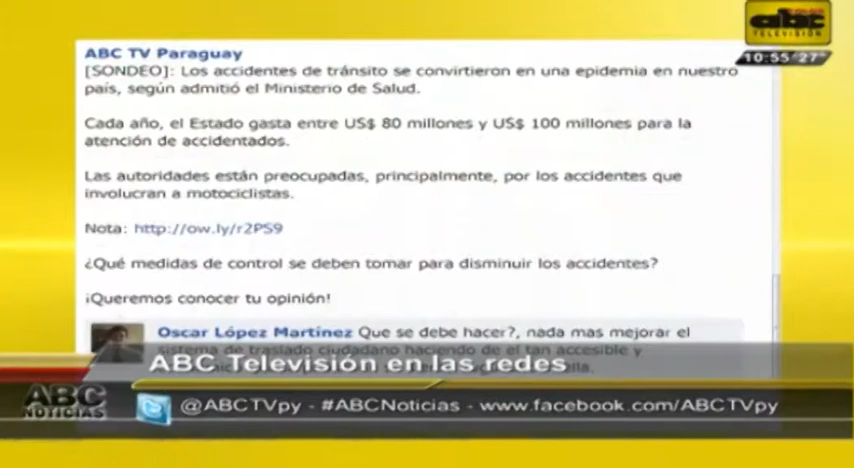 abc
TELEVISIÓN
10:55 27°
ABC TV Paraguay
[SONDEO]: Los accidentes de tránsito se convirtieron en una epidemia en nuestro
país, según admitió el Ministerio de Salud.
Cada año, el Estado gasta entre US$ 80 millones y US$ 100 millones para la
atención de accidentados.
Las autoridades están preocupadas, principalmente, por los accidentes que
involucran a motociclistas.
Nota: http://ow.ly/r2PS9
¿Qué medidas de control se deben tomar para disminuir los accidentes?
¡Queremos conocer tu opinión!
Oscar López Martínez Que se debe hacer?, nada mas mejorar el
sistema de traslado ciudadano haciendo de el tan accesible y
ABC Televisión en las redes
ABC
NOTICIAS
@ABCTVpy - #ABCNoticias - www.facebook.com/ABCTVpy